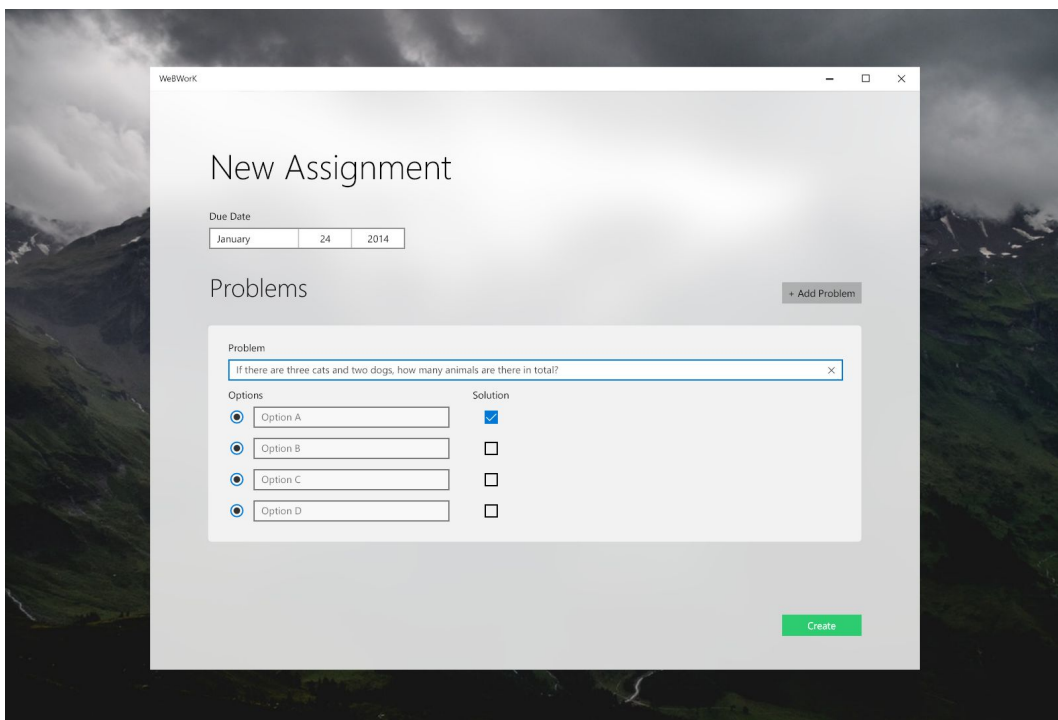 WeBWorK
New Assignment
Due Date
January 24 2014
Problems
+ Add Problem
Problem
If there are three cats and two dogs, how many animals are there in total?
Options Solution
Option A
Option B
Option C
Option D
Create